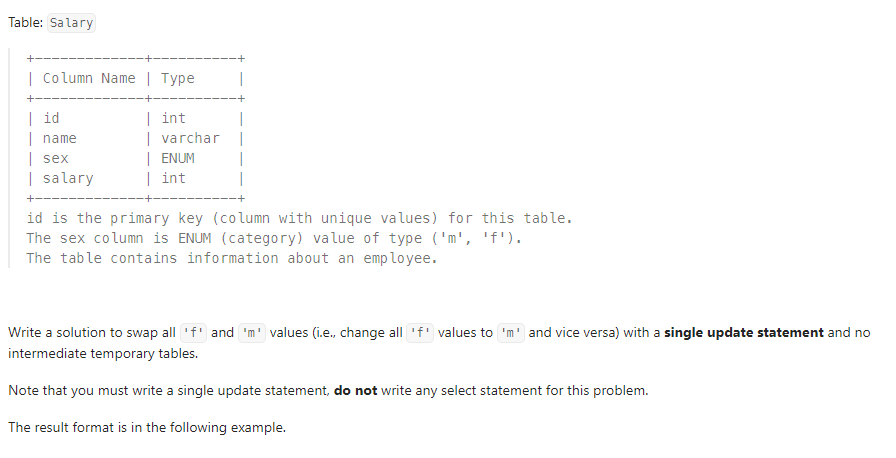 Table: Salary
+-------------+----------+
| Column Name | Type     |
+-------------+----------+
| id          | int      |
| name        | varchar  |
| sex         | ENUM     |
| salary      | int      |
+-------------+----------+
id is the primary key (column with unique values) for this table.
The sex column is ENUM (category) value of type ('m', 'f').
The table contains information about an employee.
Write a solution to swap all 'f' and 'm' values (i.e., change all 'f' values to 'm' and vice versa) with a single update statement and no
intermediate temporary tables.
Note that you must write a single update statement, do not write any select statement for this problem.
The result format is in the following example.